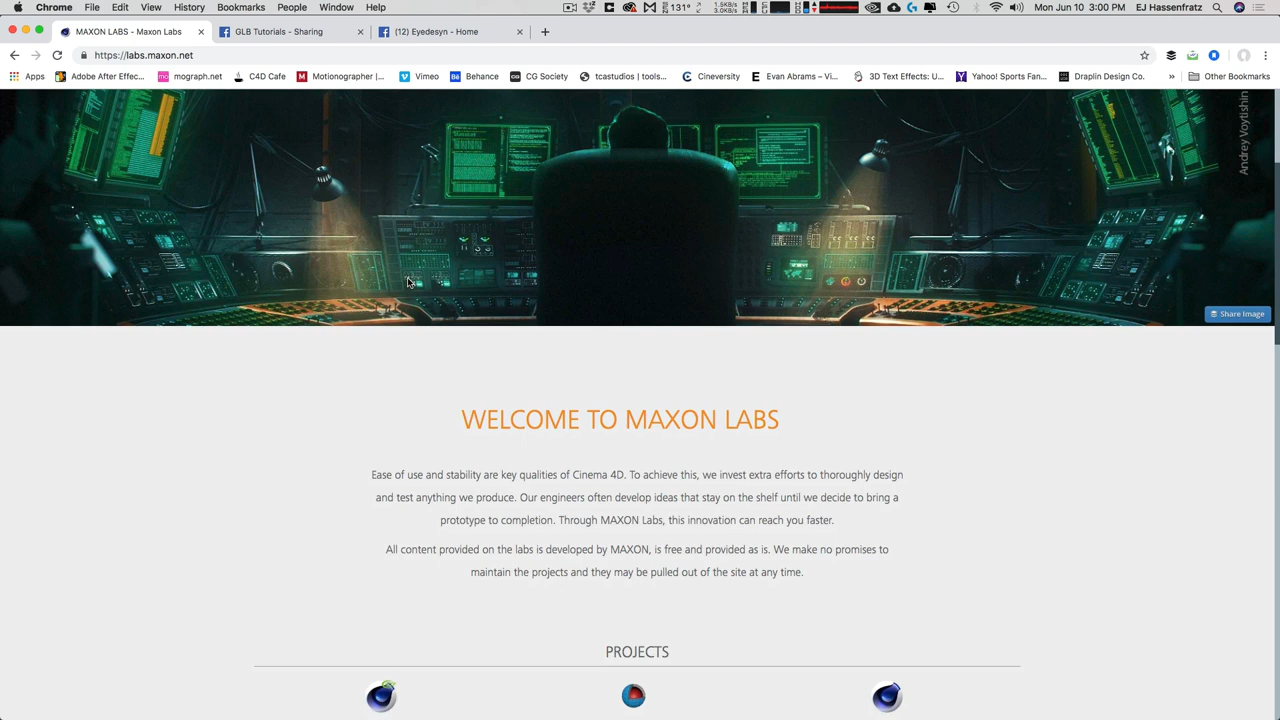 Chrome File Edit View History Bookmarks People Window Help
131° 1.5KB/s 3.0KB/s Mon Jun 10 3:00 PM EJ Hassenfratz
MAXON LABS - Maxon Labs GLB Tutorials - Sharing (12) Eyedesyn - Home
https://labs.maxon.net
Apps Adobe After Effec... mograph.net C4D Cafe Motionographer |... Vimeo Behance CG Society tcastudios | tools... Cineversity Evan Abrams – Vi... 3D Text Effects: U... Yahoo! Sports Fan... Draplin Design Co. » Other Bookmarks
Andrey Voytishin
Share Image
WELCOME TO MAXON LABS
Ease of use and stability are key qualities of Cinema 4D. To achieve this, we invest extra efforts to thoroughly design
and test anything we produce. Our engineers often develop ideas that stay on the shelf until we decide to bring a
prototype to completion. Through MAXON Labs, this innovation can reach you faster.
All content provided on the labs is developed by MAXON, is free and provided as is. We make no promises to
maintain the projects and they may be pulled out of the site at any time.
PROJECTS